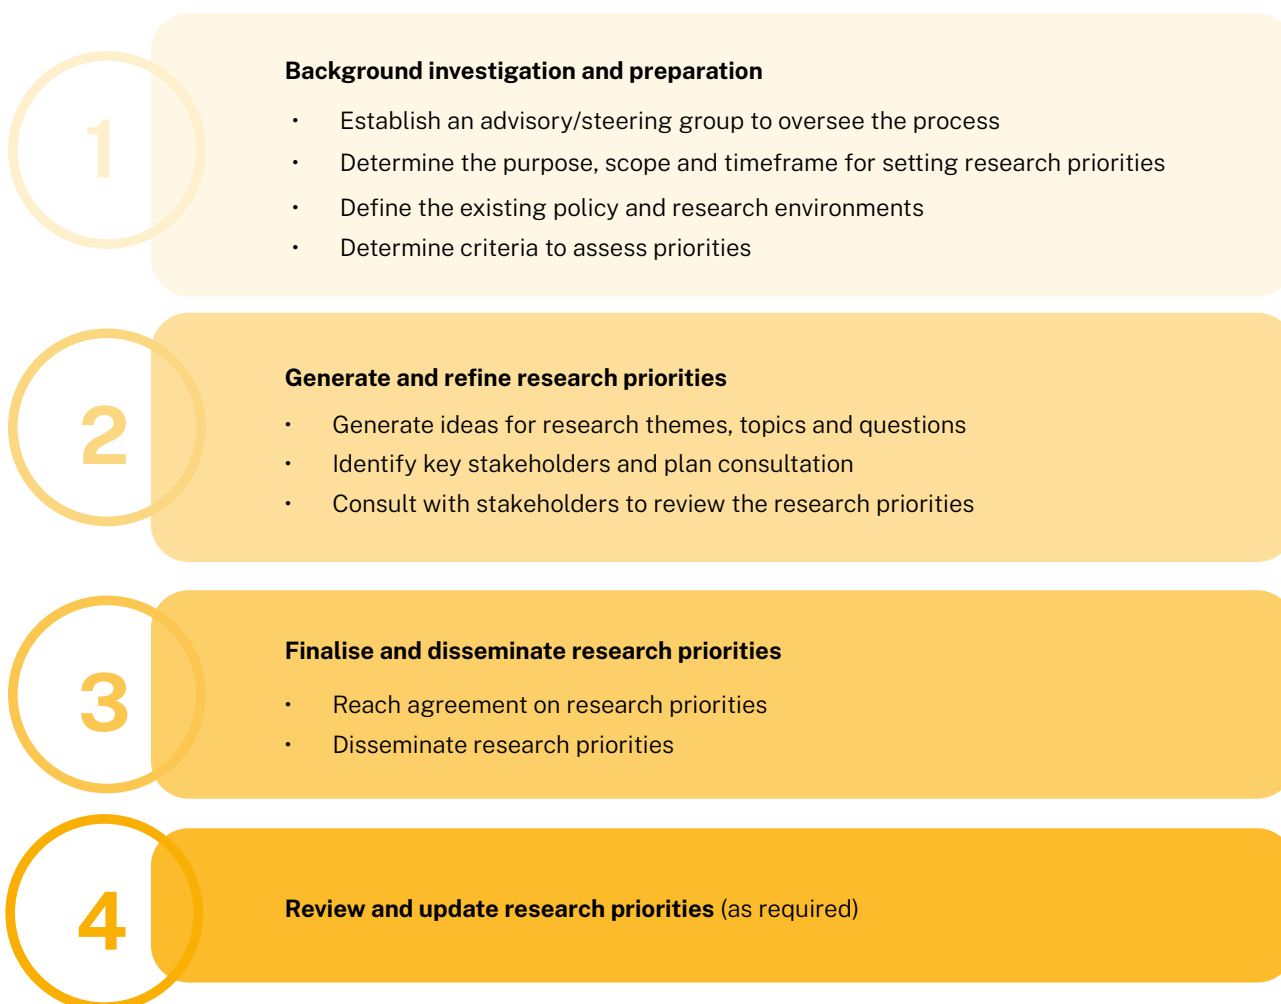 1
Background investigation and preparation
• Establish an advisory/steering group to oversee the process
• Determine the purpose, scope and timeframe for setting research priorities
• Define the existing policy and research environments
• Determine criteria to assess priorities
2
Generate and refine research priorities
• Generate ideas for research themes, topics and questions
• Identify key stakeholders and plan consultation
• Consult with stakeholders to review the research priorities
3
Finalise and disseminate research priorities
• Reach agreement on research priorities
• Disseminate research priorities
4
Review and update research priorities (as required)